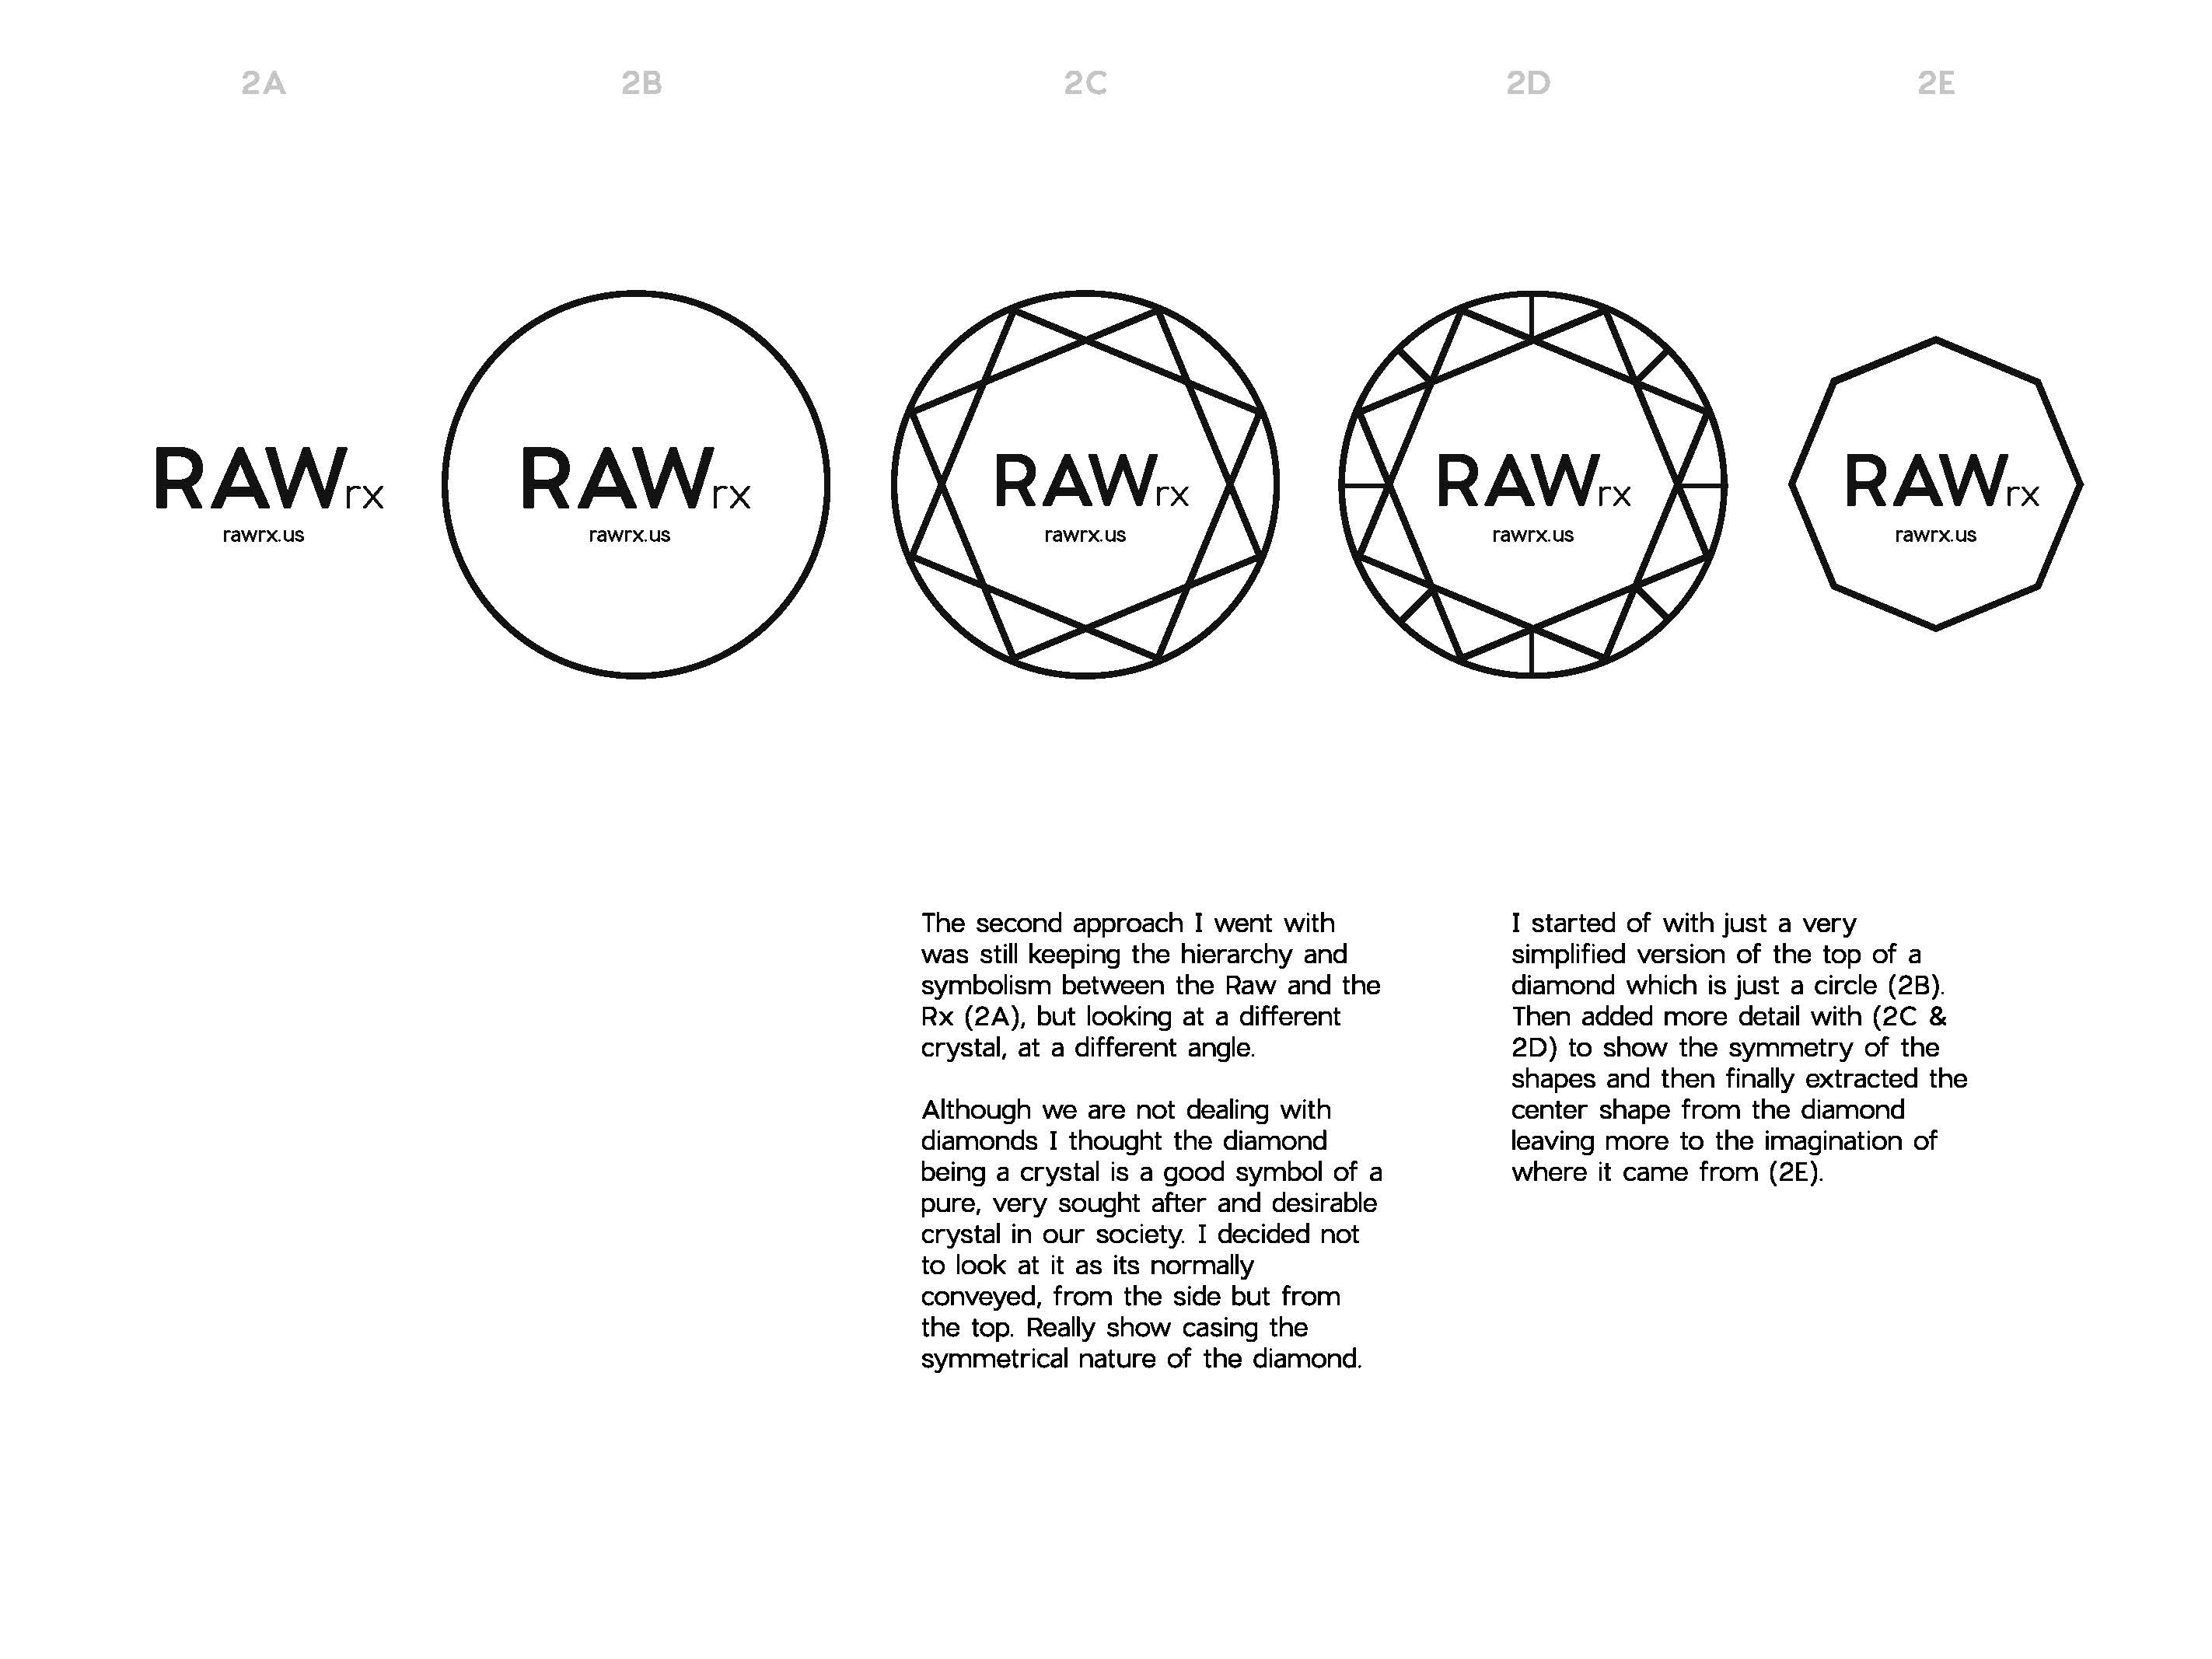 2A 2B 2C 2D 2E
RAWrx RAWrx RAWrx RAWrx RAWrx
rawrx.us rawrx.us rawrx.us rawrx.us rawrx.us
The second approach I went with
was still keeping the hierarchy and
symbolism between the Raw and the
Rx (2A), but looking at a different
crystal, at a different angle.
Although we are not dealing with
diamonds I thought the diamond
being a crystal is a good symbol of a
pure, very sought after and desirable
crystal in our society. I decided not
to look at it as its normally
conveyed, from the side but from
the top. Really show casing the
symmetrical nature of the diamond.
I started of with just a very
simplified version of the top of a
diamond which is just a circle (2B).
Then added more detail with (2C &
2D) to show the symmetry of the
shapes and then finally extracted the
center shape from the diamond
leaving more to the imagination of
where it came from (2E).